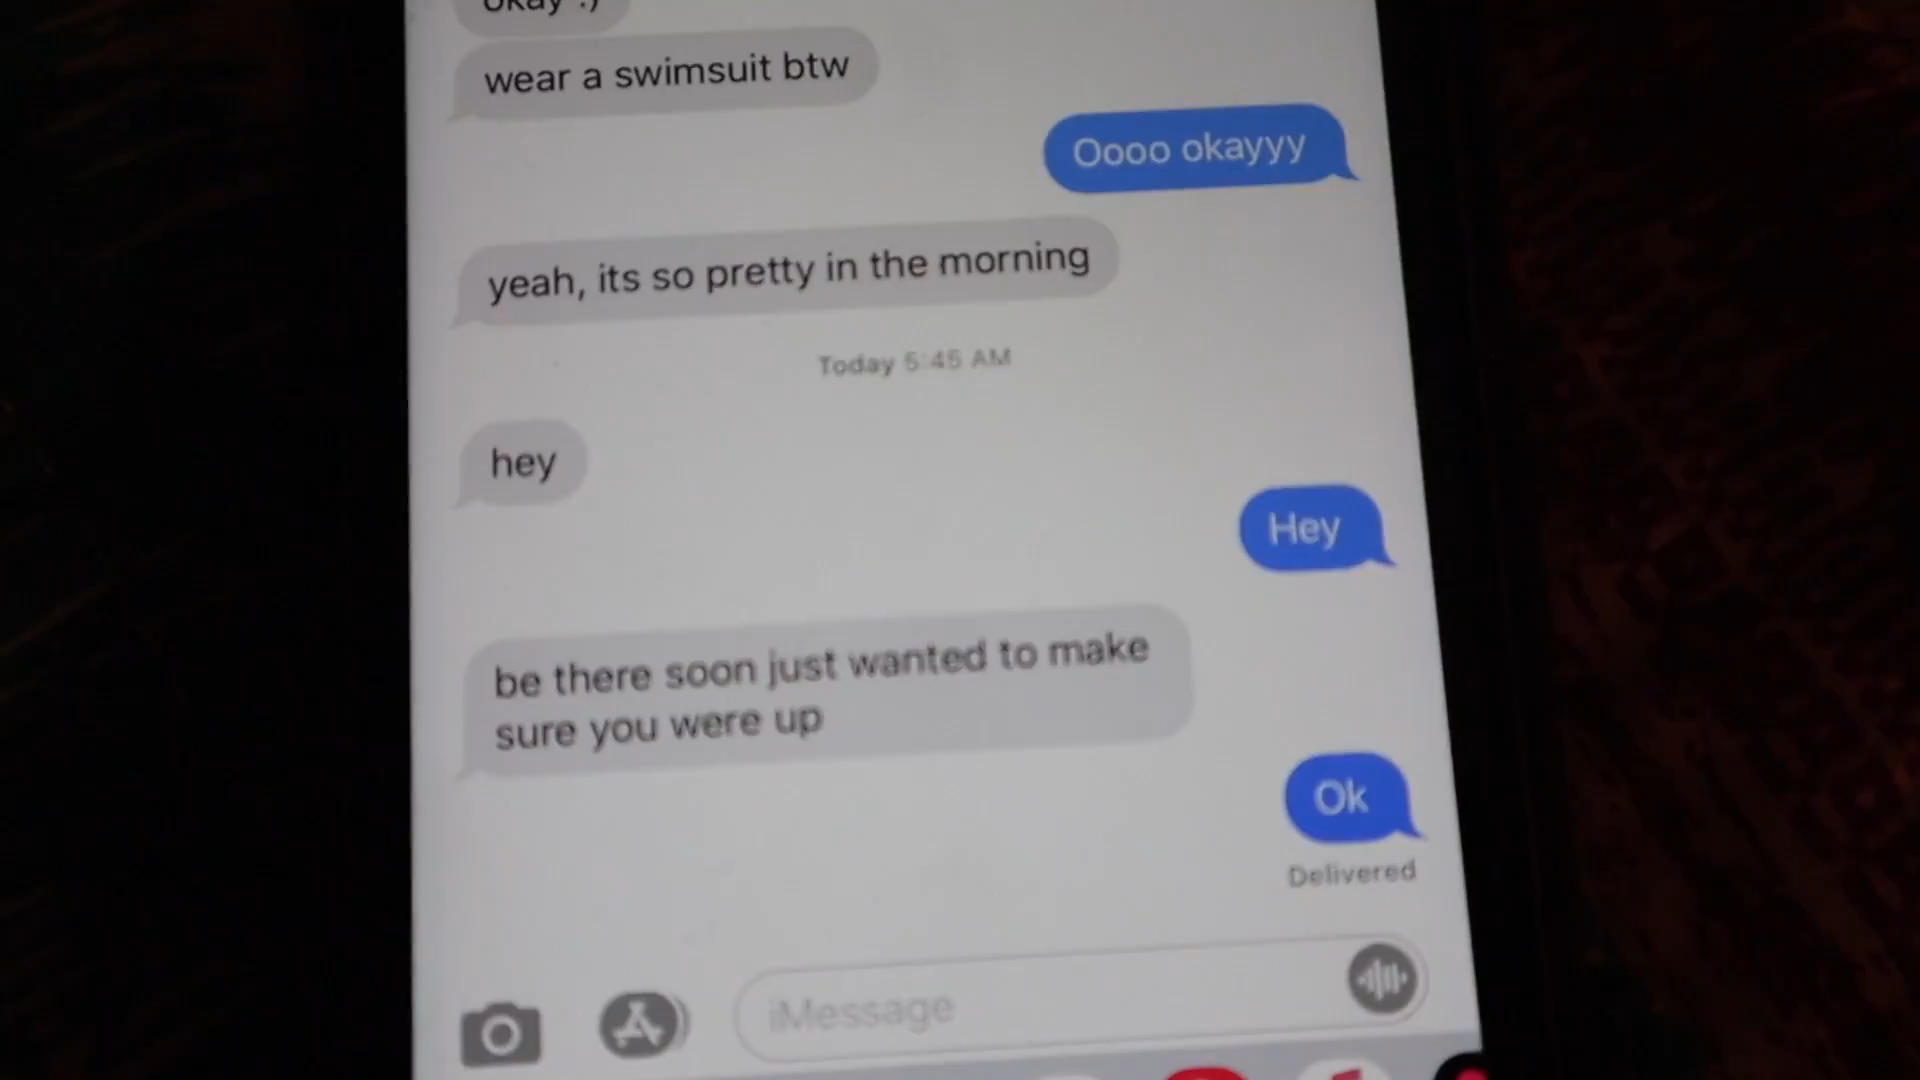 okay :)
wear a swimsuit btw
Oooo okayyy
yeah, its so pretty in the morning
Today 5:45 AM
hey
Hey
be there soon just wanted to make
sure you were up
Ok
Delivered
iMessage